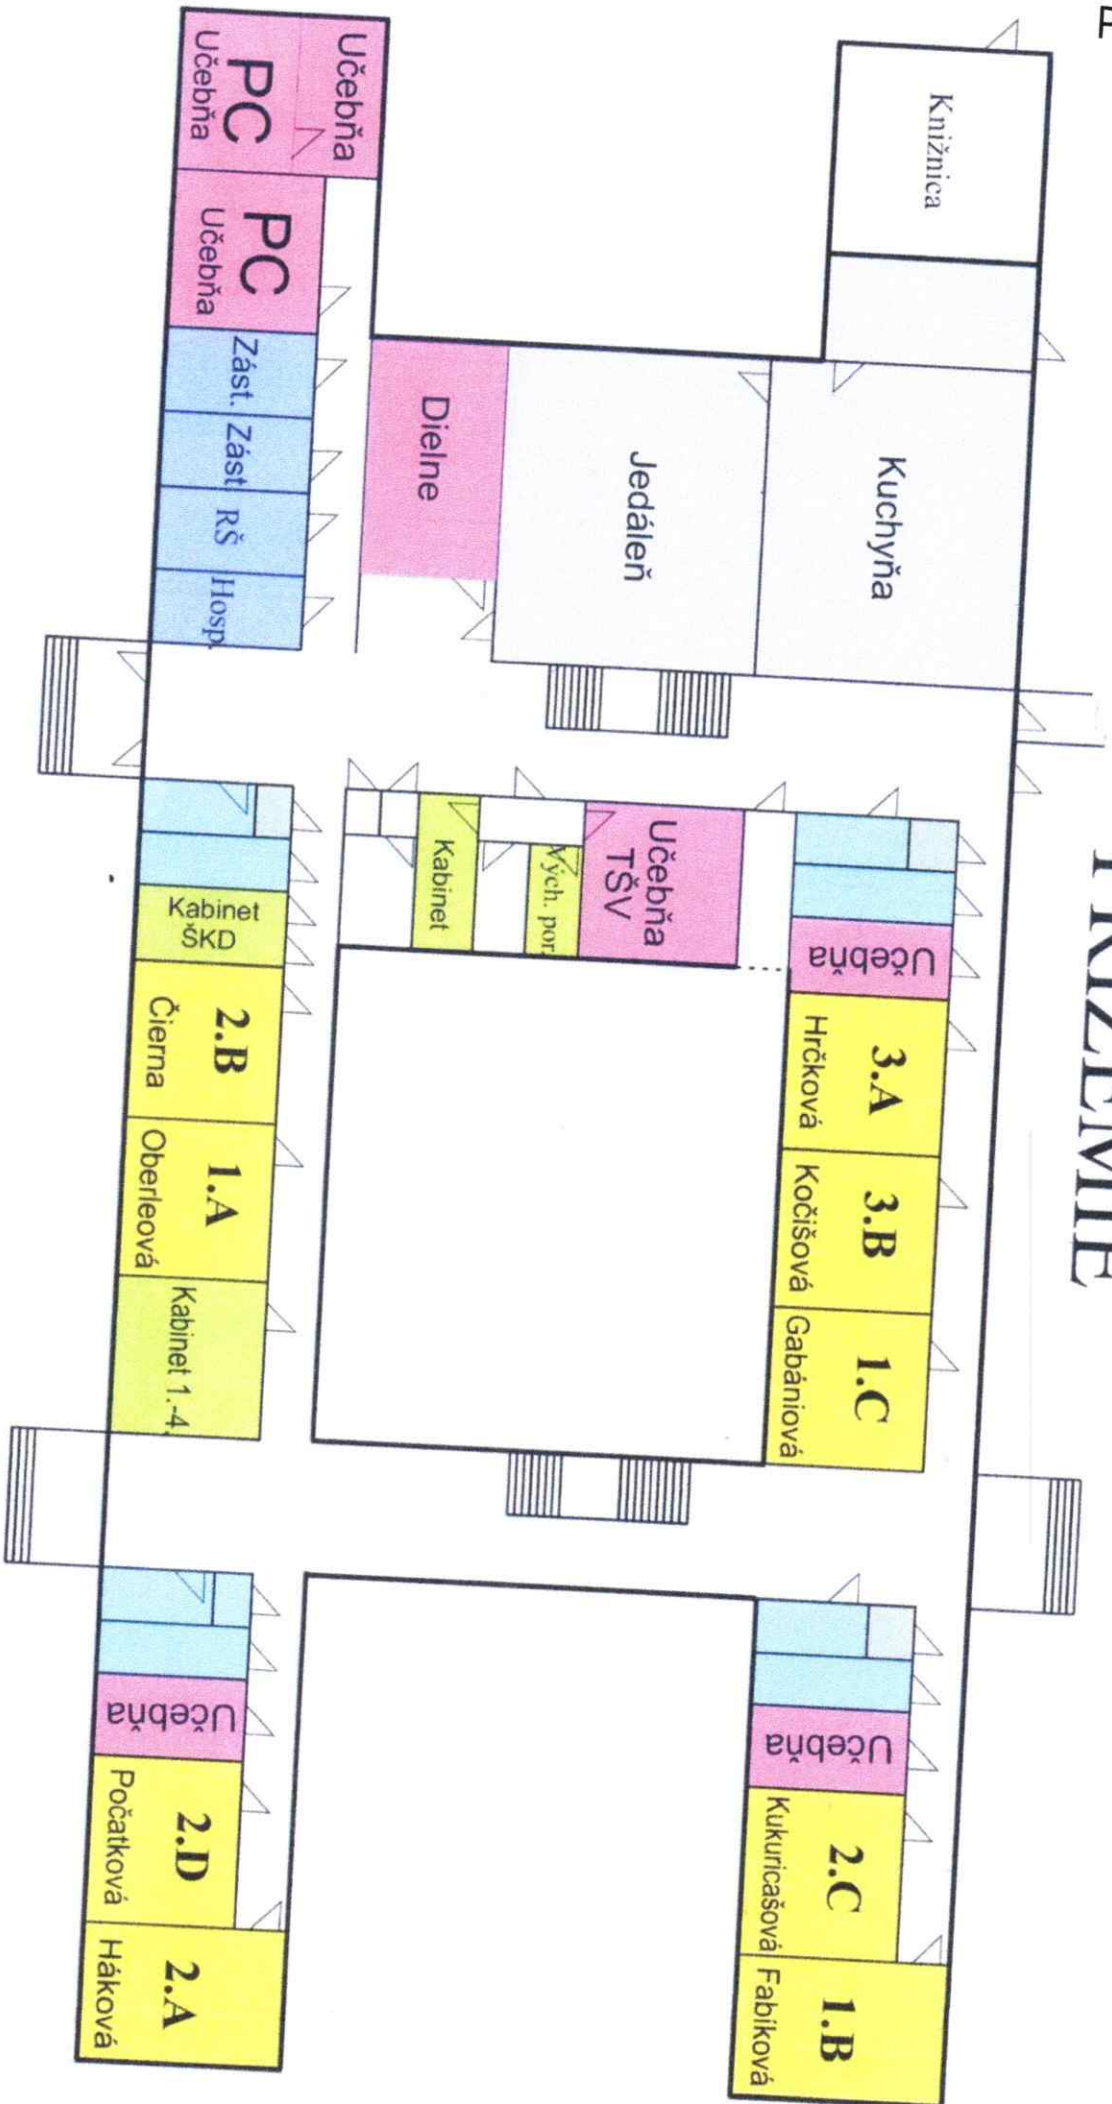 PRÍZEMIE
Knižnica
Kuchyňa
Jedáleň
Dielne
Učebňa
PC
Učebňa
PC
Učebňa
Zást.
Zást.
RŠ
Hosp.
Učebňa
TŠV
Vých. por.
Kabinet
Učebňa
3.A
Hrčková
3.B
Kočišová
1.C
Gabániová
Kabinet
ŠKD
2.B
Čierna
1.A
Oberleová
Kabinet 1.-4.
Učebňa
2.C
Kukuricašová
1.B
Fabiková
Učebňa
2.D
Počatková
2.A
Háková